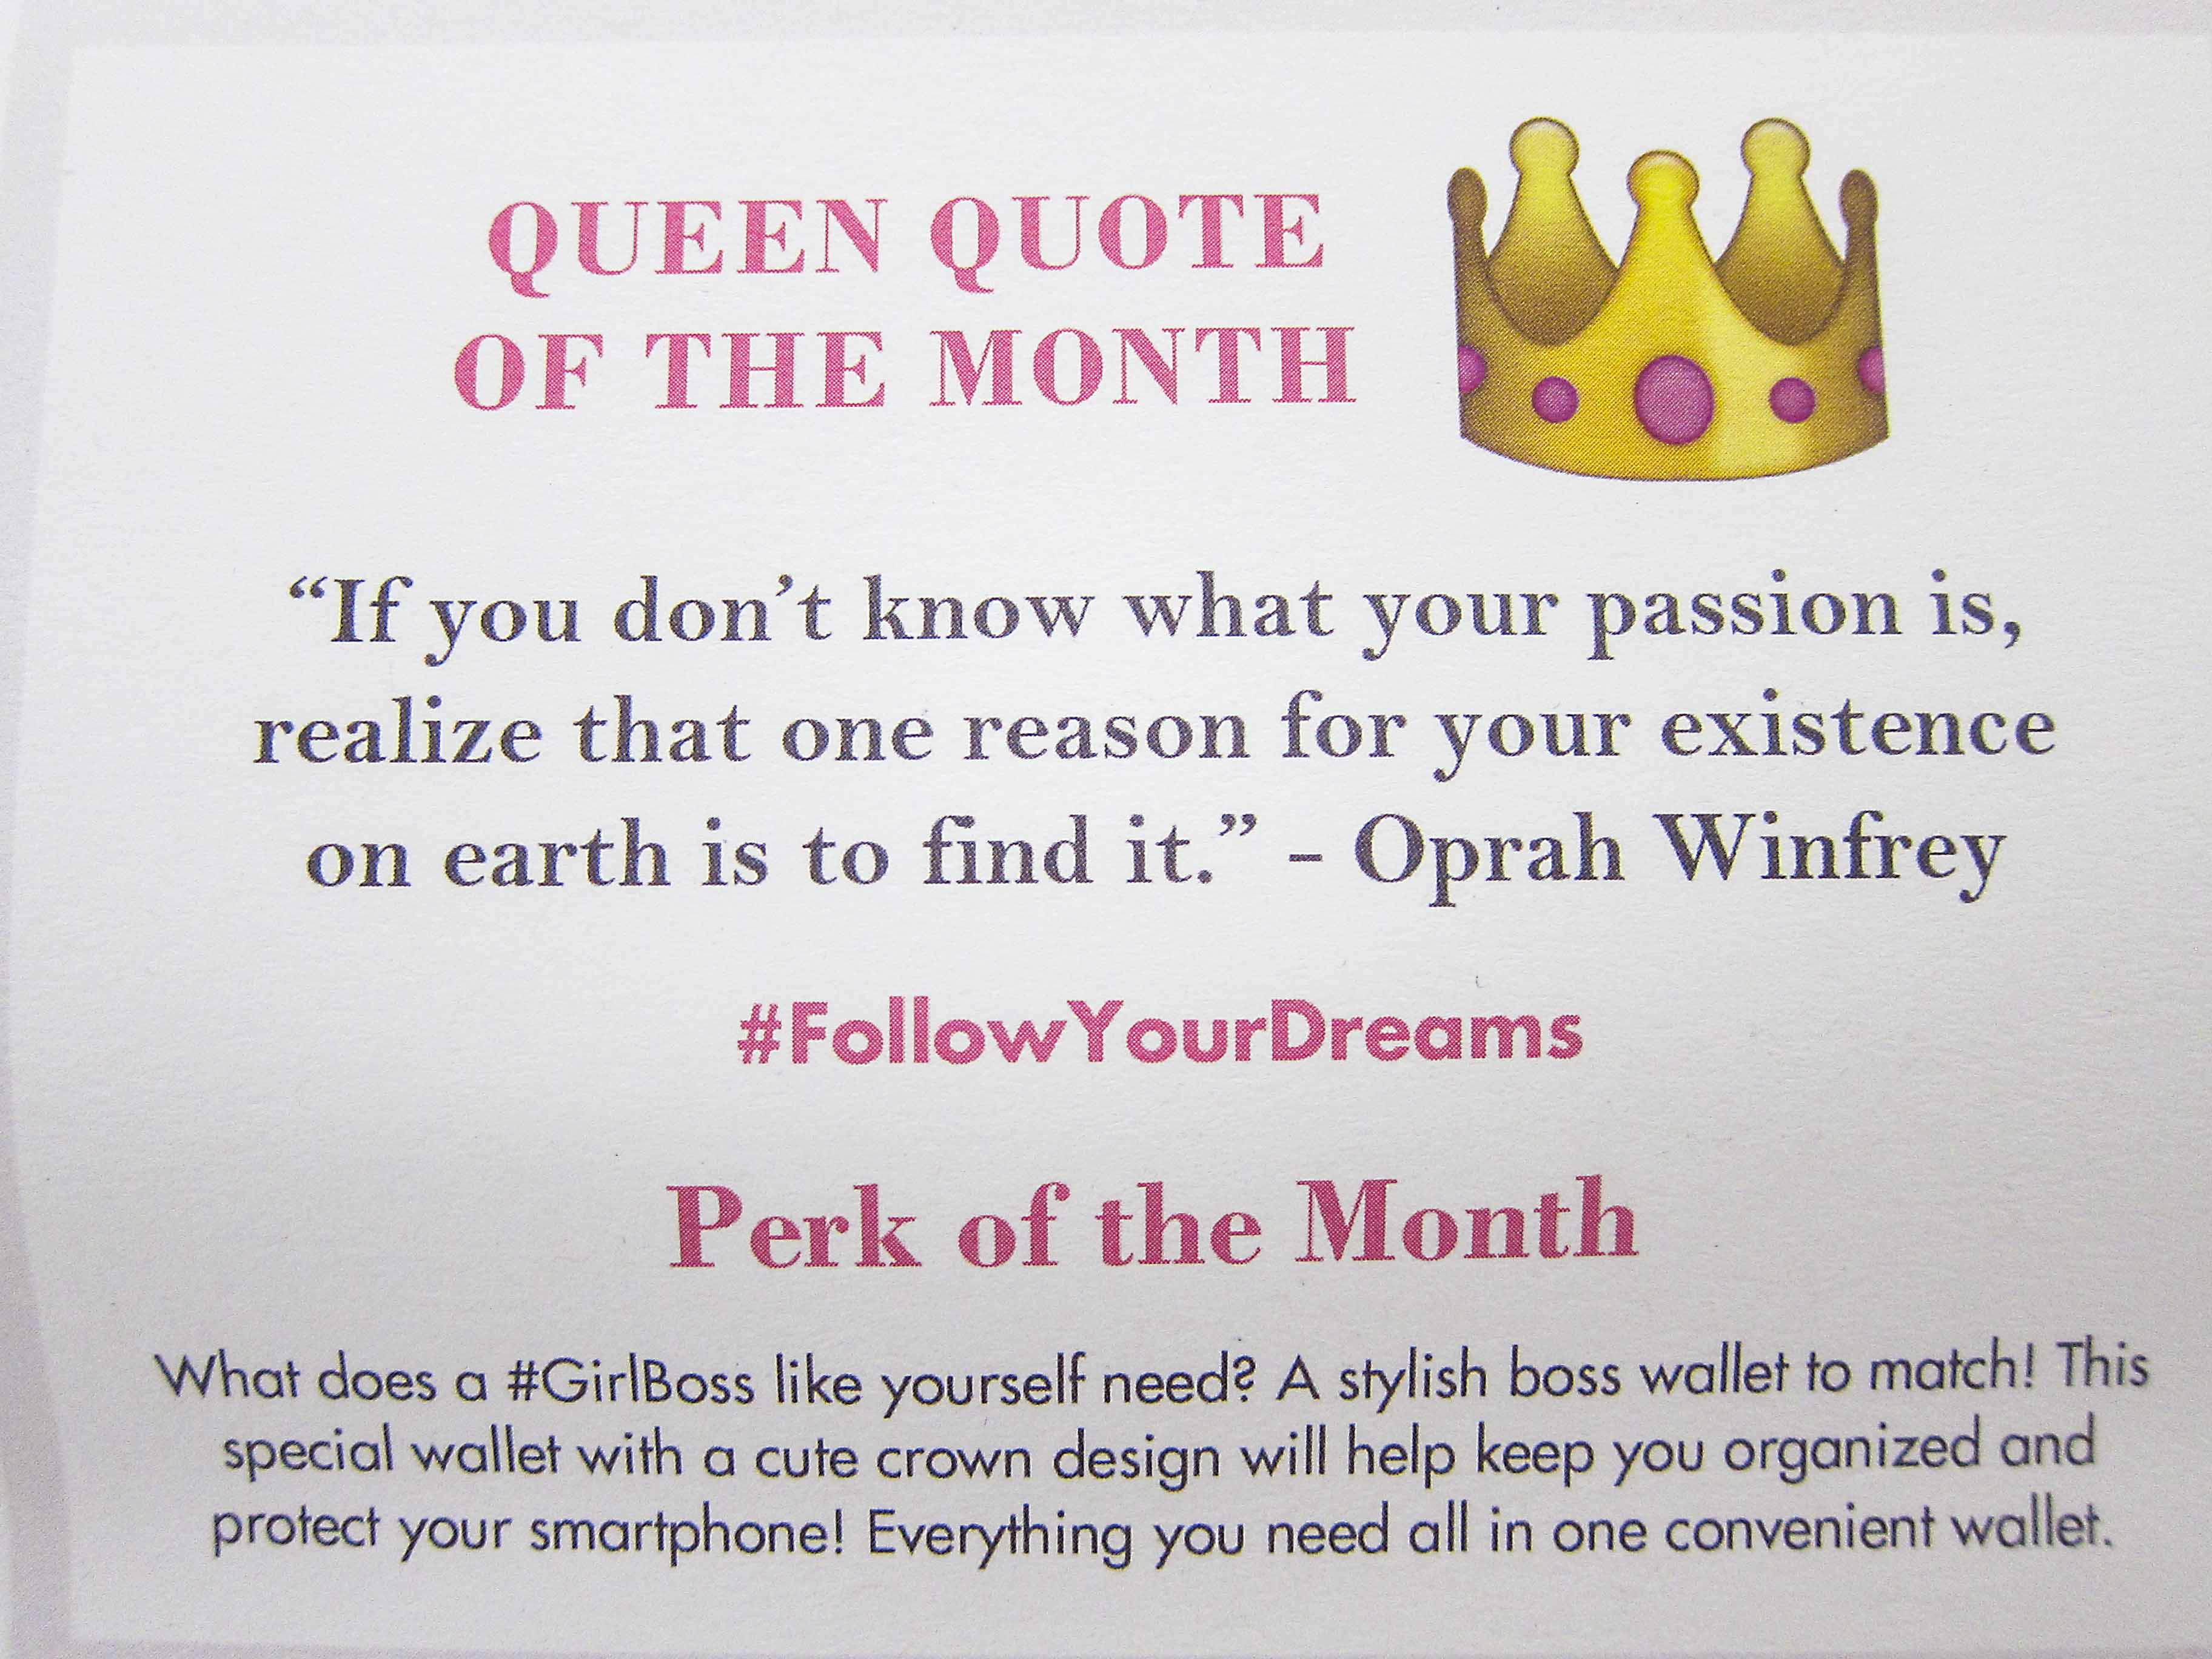 QUEEN QUOTE
OF THE MONTH
“If you don’t know what your passion is,
realize that one reason for your existence
on earth is to find it.” – Oprah Winfrey
#FollowYourDreams
Perk of the Month
What does a #GirlBoss like yourself need? A stylish boss wallet to match! This
special wallet with a cute crown design will help keep you organized and
protect your smartphone! Everything you need all in one convenient wallet.